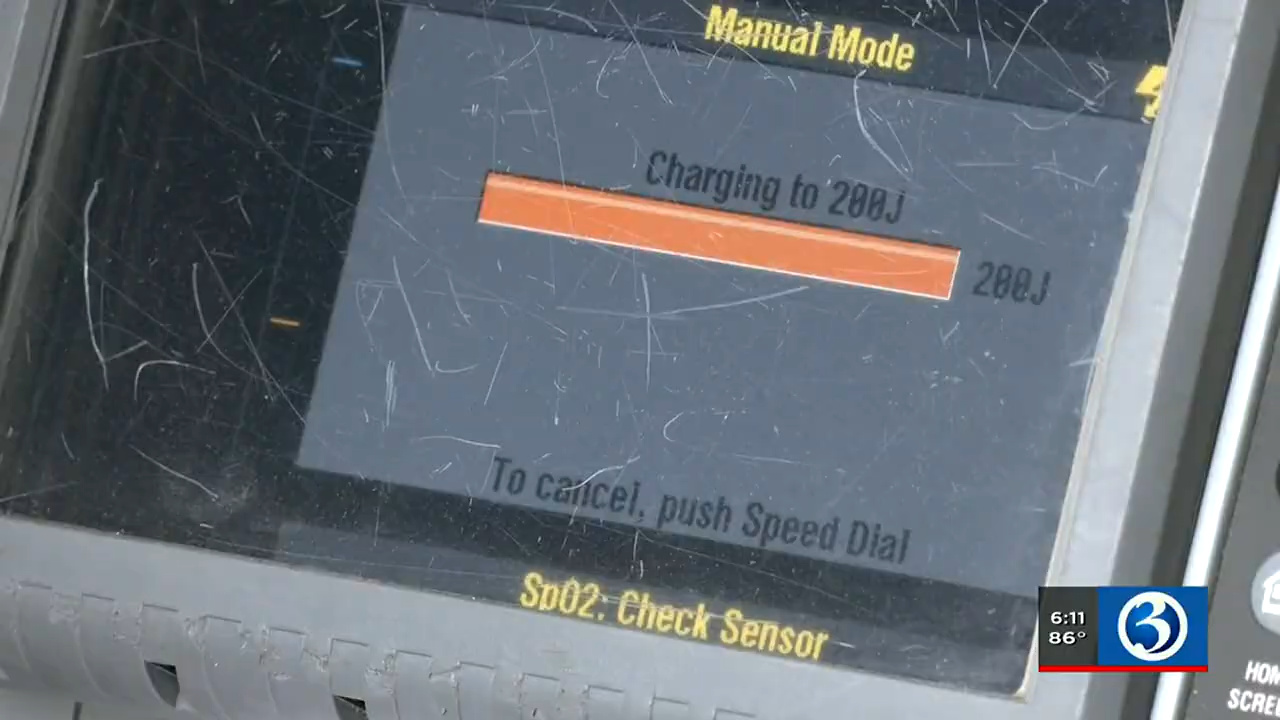 Manual Mode
Charging to 200J
200J
To cancel, push Speed Dial
SpO2: Check Sensor
6:11
86°
3